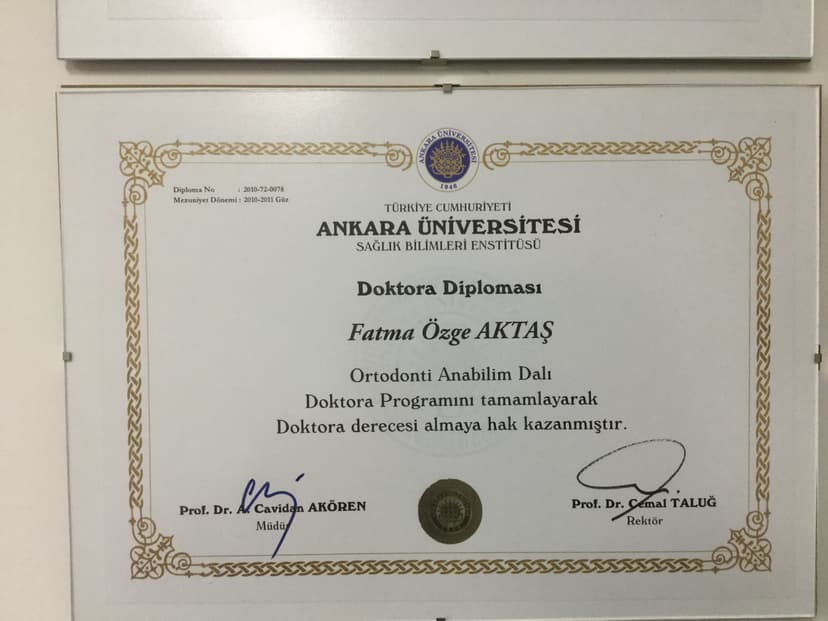 ANKARA ÜNİVERSİTESİ
1946
Diploma No : 2010-72-0078
Mezuniyet Dönemi : 2010-2011 Güz
TÜRKİYE CUMHURİYETİ
ANKARA ÜNİVERSİTESİ
SAĞLIK BİLİMLERİ ENSTİTÜSÜ
Doktora Diploması
Fatma Özge AKTAŞ
Ortodonti Anabilim Dalı
Doktora Programını tamamlayarak
Doktora derecesi almaya hak kazanmıştır.
Prof. Dr. A. Cavidan AKÖREN
Müdür
Prof. Dr. Cemal TALUĞ
Rektör